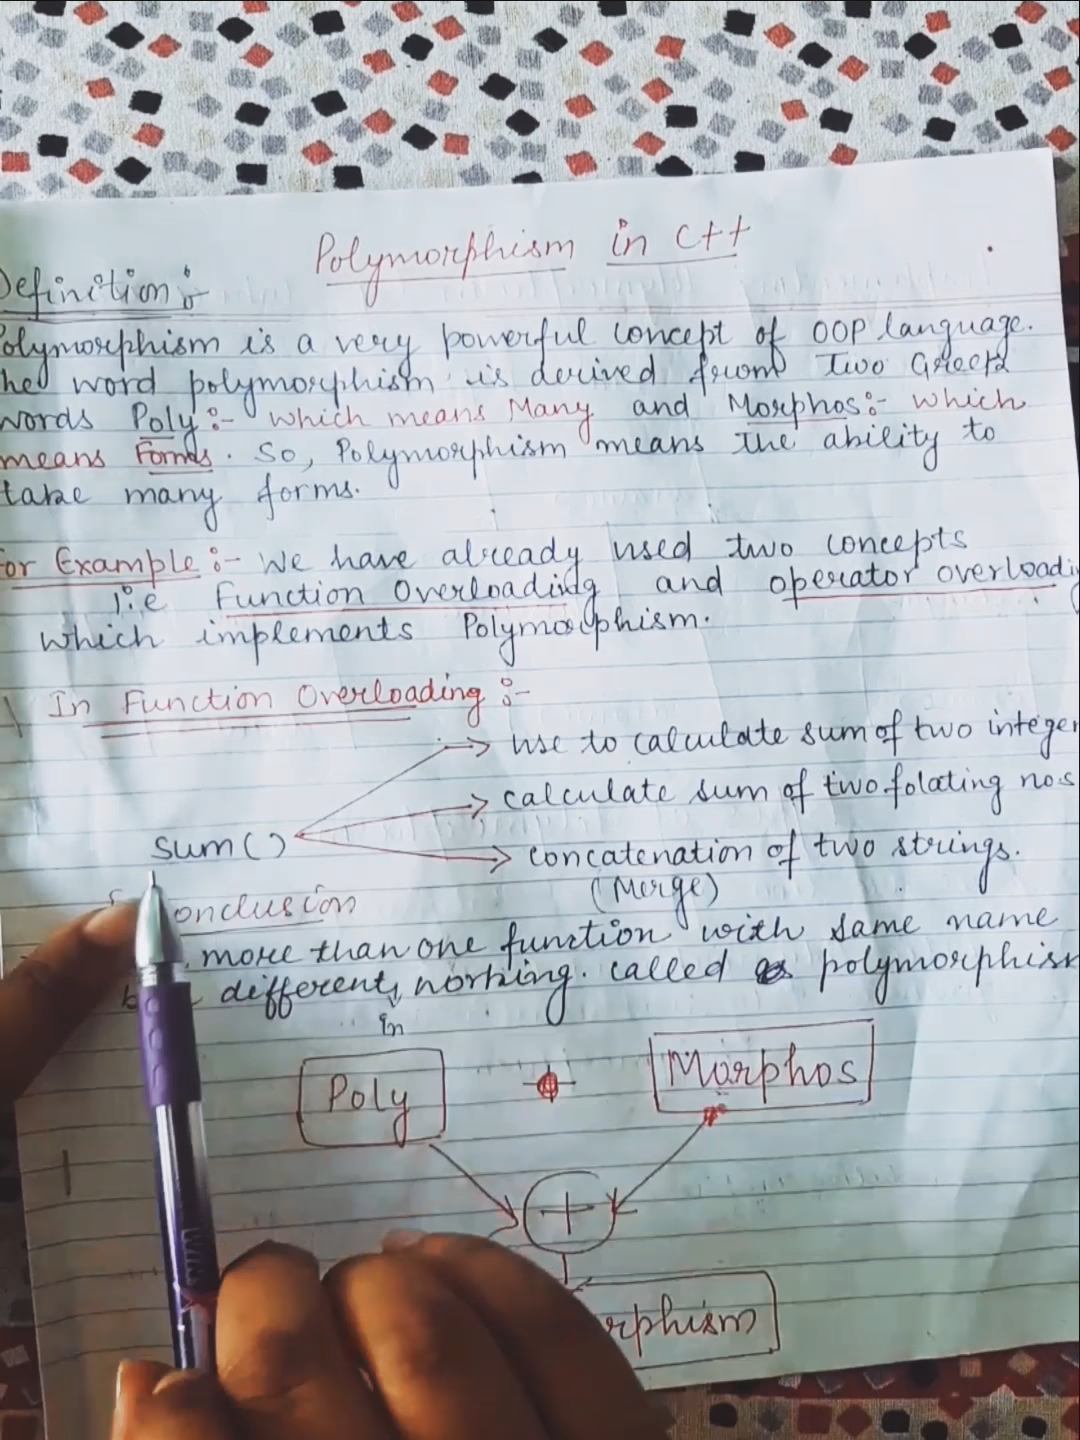 Polymorphism in C++
Definition :-
Polymorphism is a very powerful concept of OOP language.
he word polymorphism is derived from Two Greek
words Poly :- which means Many and Morphos :- which
means Forms. So, Polymorphism means the ability to
take many forms.
For Example :- We have already used two concepts
i.e Function Overloading and operator overloadi
which implements Polymorphism.
) In Function Overloading :-
use to calculate sum of two integer
calculate sum of two folating nos
sum()
concatenation of two strings.
(Merge)
onclusion
more than one function with same name
different working. called polymorphism
in
Poly
Morphos
+
rphism